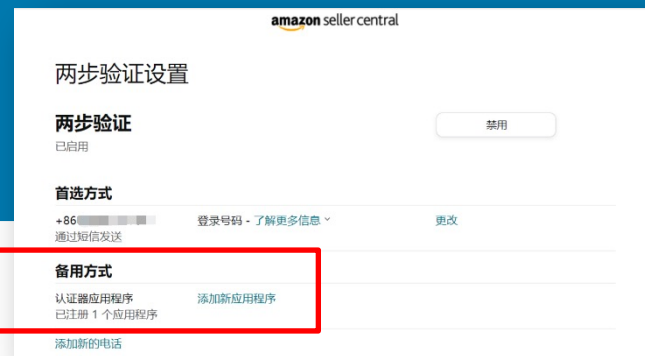 amazon seller central
两步验证设置
两步验证
禁用
已启用
首选方式
+86
登录号码 - 了解更多信息
更改
通过短信发送
备用方式
认证器应用程序
添加新应用程序
已注册 1 个应用程序
添加新的电话